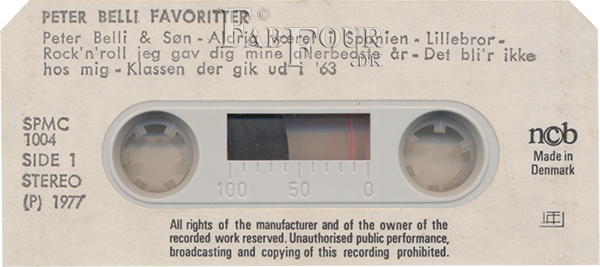 PETER BELLI FAVORITTER
Peter Belli & Søn - Aldrig været i Spanien - Lillebror-
Rock'n'roll jeg gav dig mine allerbedste år - Det bli'r ikke
hos mig - Klassen der gik ud i '63
©
FABFOUR
.DK
SPMC
1004
SIDE 1
STEREO
(P) 1977
100 50 0
ncb
Made in
Denmark
All rights of the manufacturer and of the owner of the
recorded work reserved. Unauthorised public performance,
broadcasting and copying of this recording prohibited.